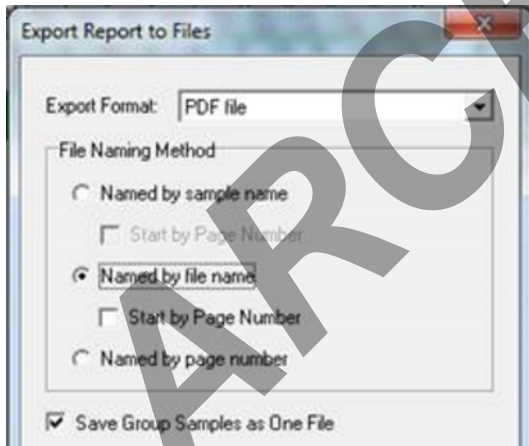 Export Report to Files
Export Format: PDF file
File Naming Method
Named by sample name
Start by Page Number
Named by file name
Start by Page Number
Named by page number
Save Group Samples as One File
ARC